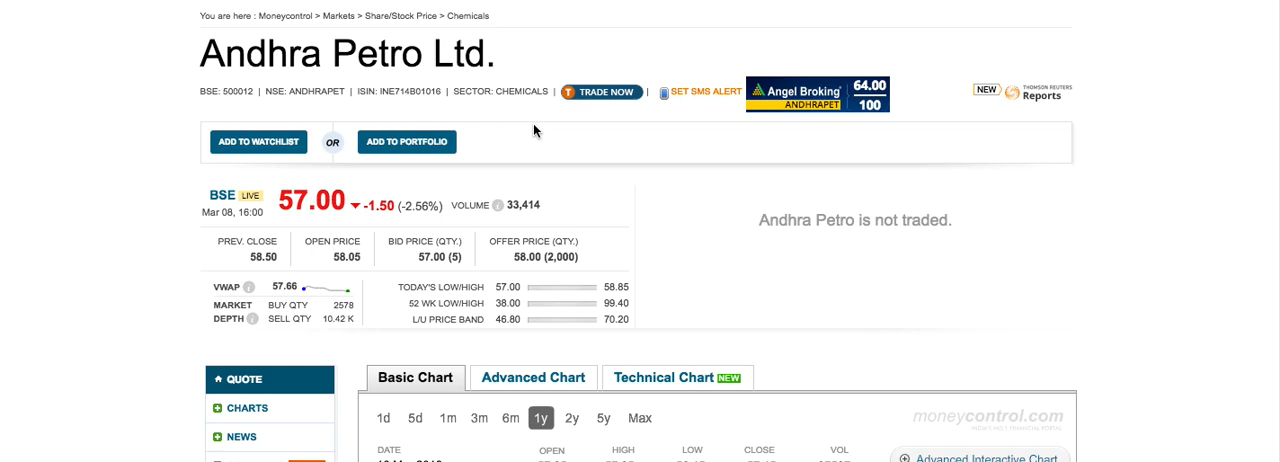 You are here : Moneycontrol > Markets > Share/Stock Price > Chemicals
Andhra Petro Ltd.
BSE: 500012 | NSE: ANDHRAPET | ISIN: INE714B01016 | SECTOR: CHEMICALS | T TRADE NOW | SET SMS ALERT
Angel Broking 64.00
ANDHRAPET 100
NEW THOMSON REUTERS
Reports
ADD TO WATCHLIST OR ADD TO PORTFOLIO
BSE LIVE 57.00 -1.50 (-2.56%) VOLUME 33,414
Mar 08, 16:00
Andhra Petro is not traded.
PREV. CLOSE OPEN PRICE BID PRICE (QTY.) OFFER PRICE (QTY.)
58.50 58.05 57.00 (5) 58.00 (2,000)
VWAP 57.66 TODAY'S LOW/HIGH 57.00 58.85
MARKET BUY QTY 2578 52 WK LOW/HIGH 38.00 99.40
DEPTH SELL QTY 10.42 K L/U PRICE BAND 46.80 70.20
QUOTE
CHARTS
NEWS
Basic Chart Advanced Chart Technical Chart NEW
1d 5d 1m 3m 6m 1y 2y 5y Max
moneycontrol.com
DATE OPEN HIGH LOW CLOSE VOL
Advanced Interactive Chart